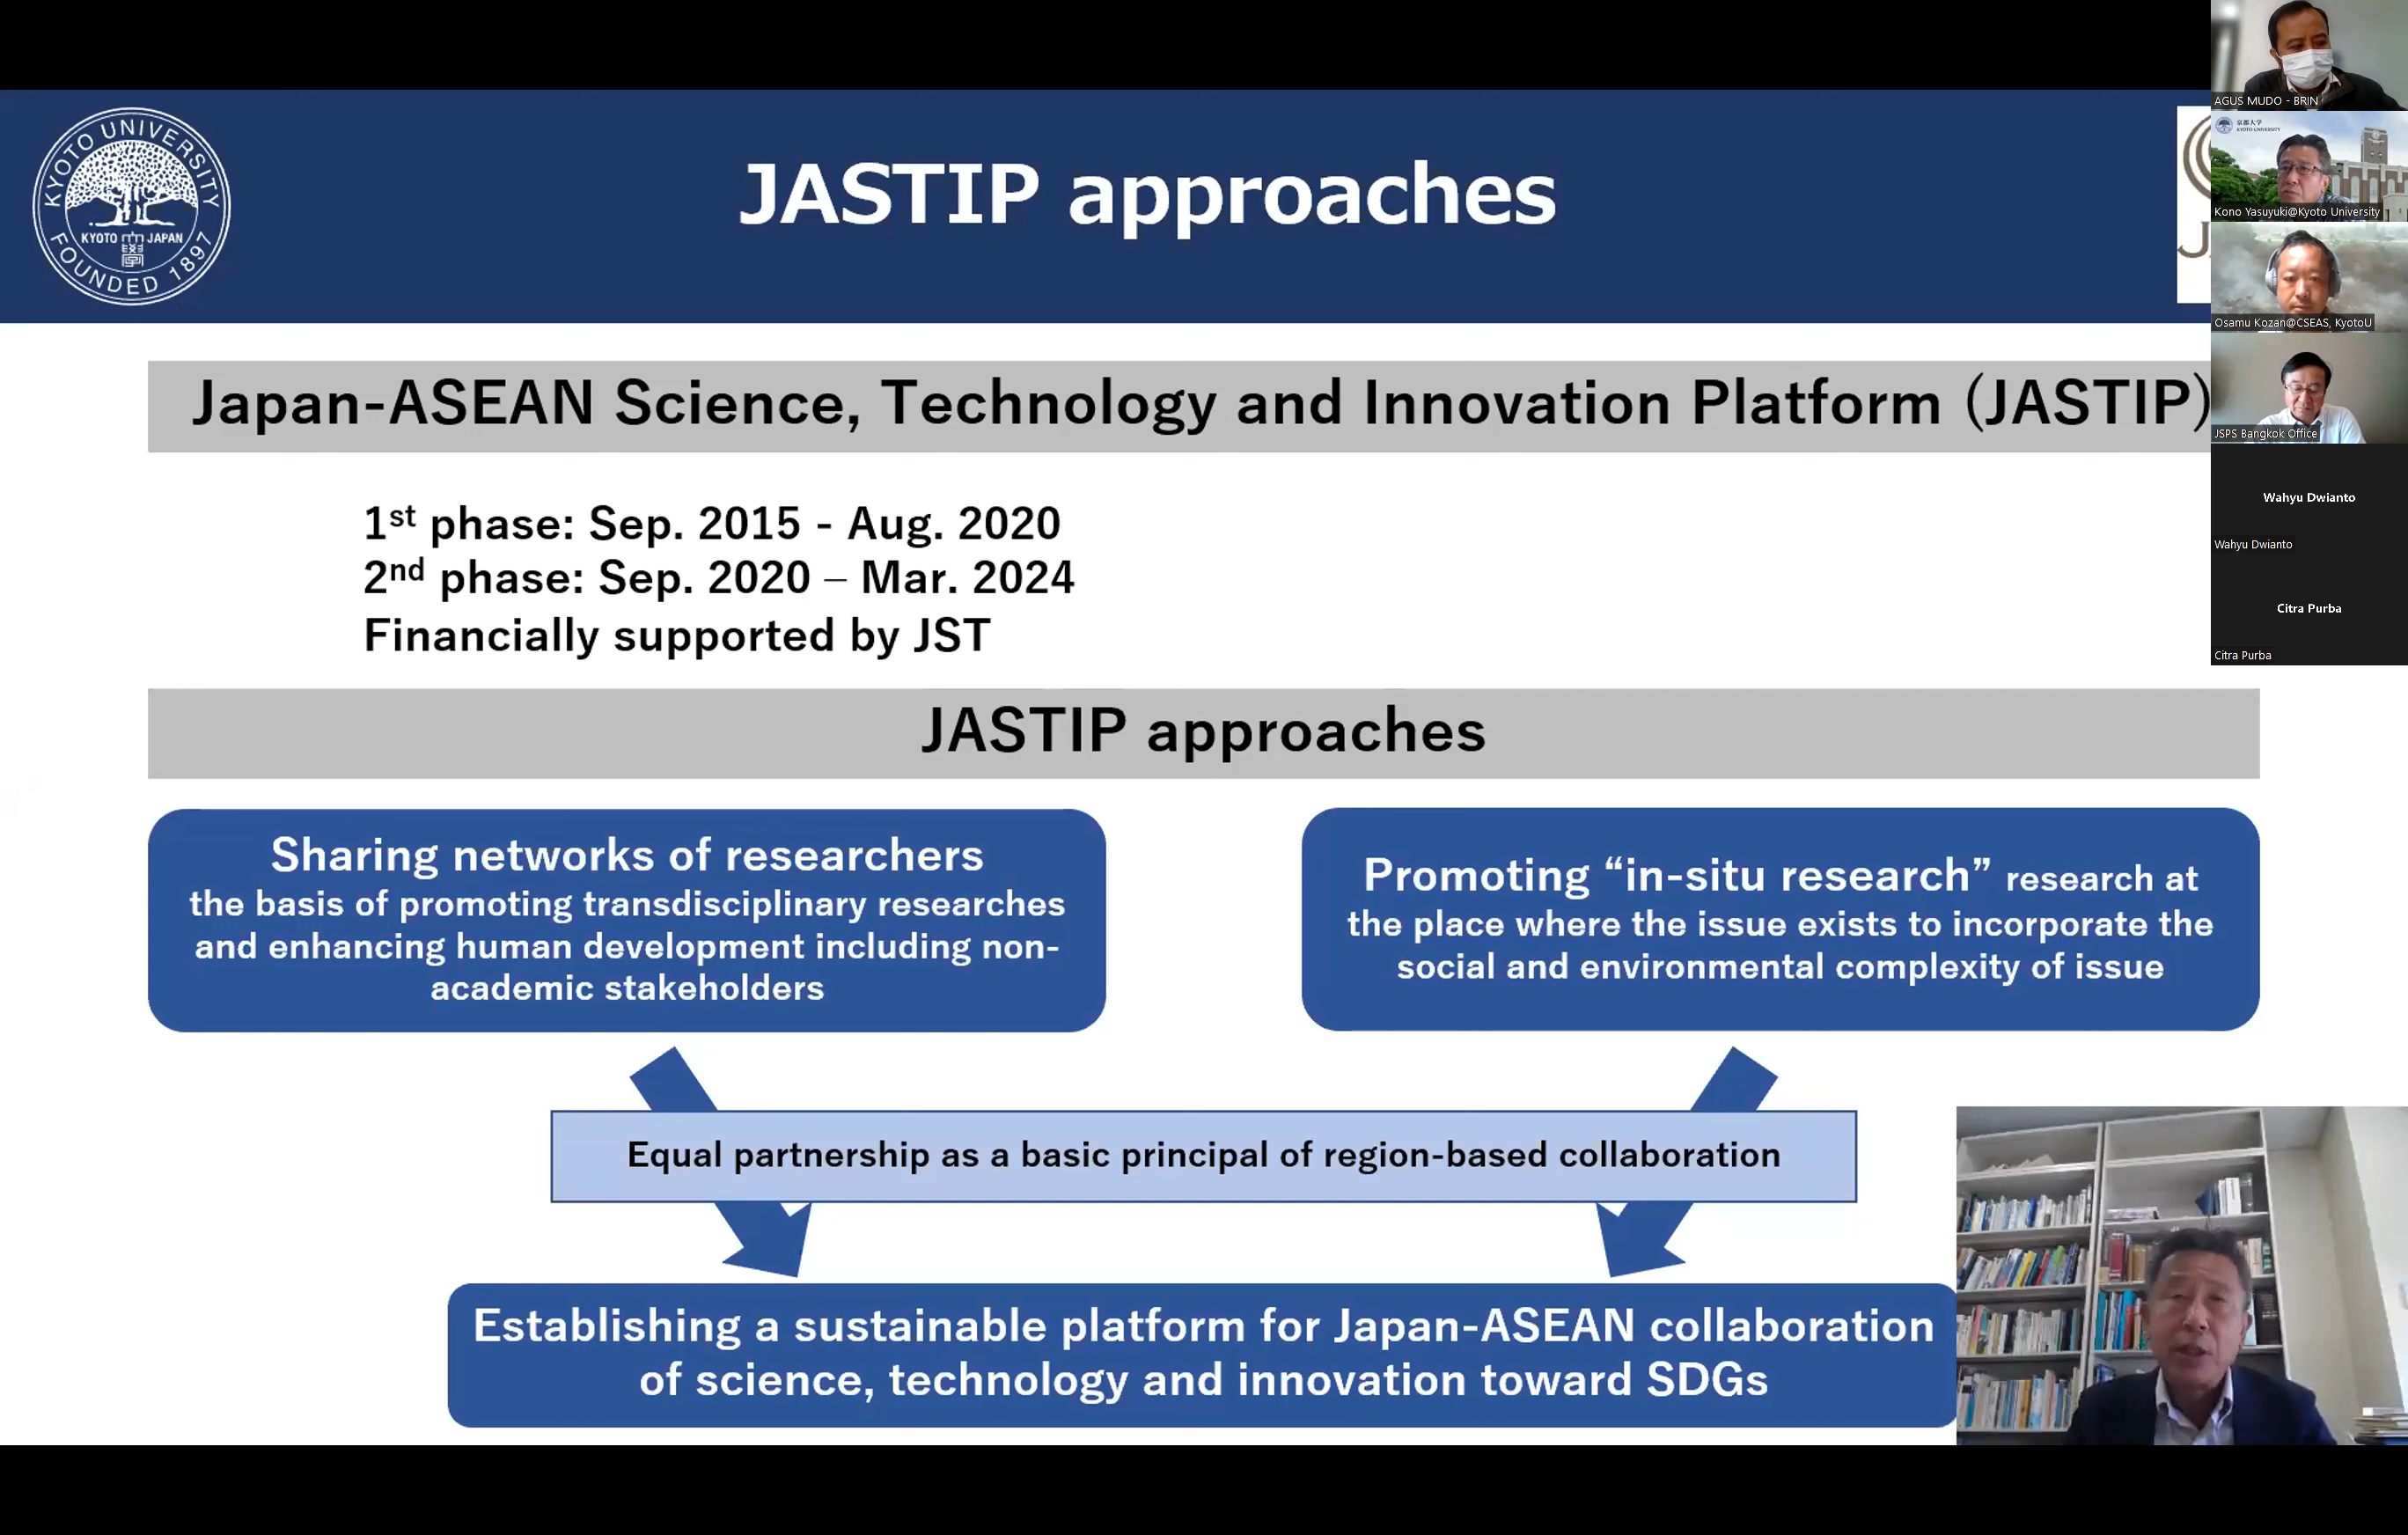 KYOTO UNIVERSITY
KYOTO JAPAN
FOUNDED 1897
JASTIP approaches
Japan-ASEAN Science, Technology and Innovation Platform (JASTIP)
1st phase: Sep. 2015 - Aug. 2020
2nd phase: Sep. 2020 – Mar. 2024
Financially supported by JST
JASTIP approaches
Sharing networks of researchers
the basis of promoting transdisciplinary researches
and enhancing human development including non-
academic stakeholders
Promoting “in-situ research” research at
the place where the issue exists to incorporate the
social and environmental complexity of issue
Equal partnership as a basic principal of region-based collaboration
Establishing a sustainable platform for Japan-ASEAN collaboration
of science, technology and innovation toward SDGs
AGUS MUDO - BRIN
京都大学
KYOTO UNIVERSITY
Kono Yasuyuki@Kyoto University
Osamu Kozan@CSEAS, KyotoU
JSPS Bangkok Office
Wahyu Dwianto
Wahyu Dwianto
Citra Purba
Citra Purba